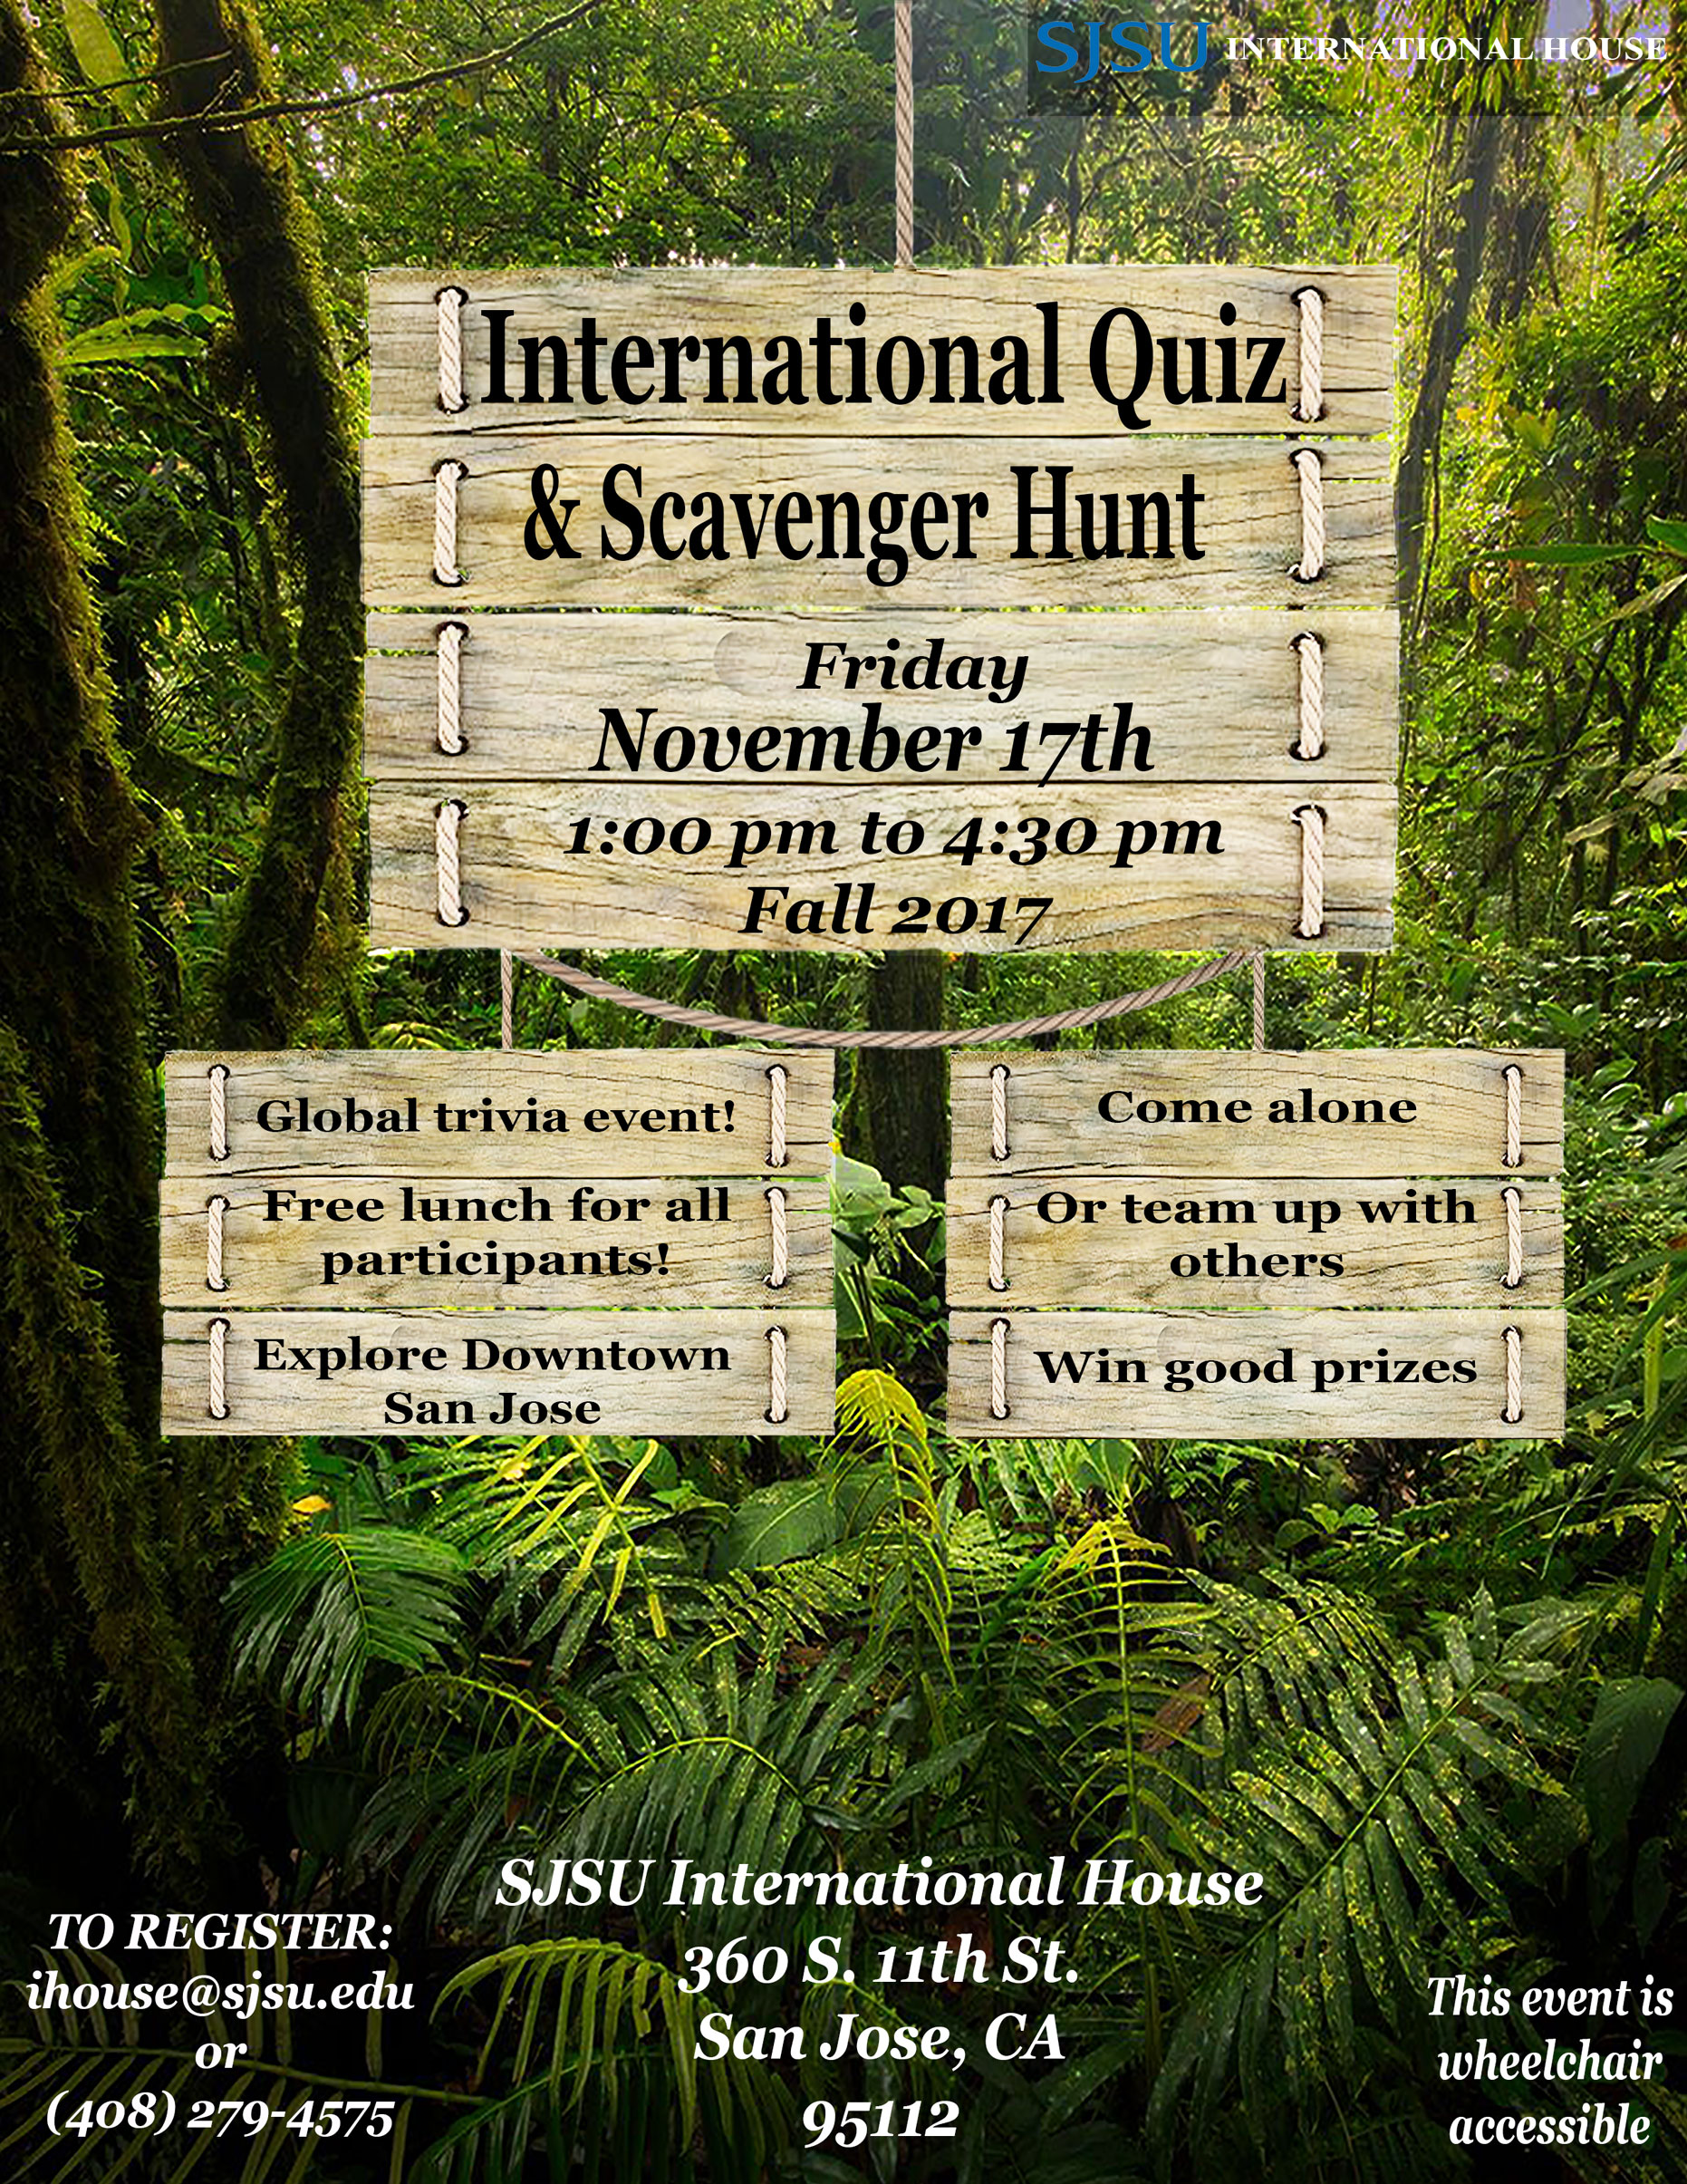 SJSU INTERNATIONAL HOUSE
International Quiz
& Scavenger Hunt
Friday
November 17th
1:00 pm to 4:30 pm
Fall 2017
Global trivia event!
Free lunch for all
participants!
Explore Downtown
San Jose
Come alone
Or team up with
others
Win good prizes
TO REGISTER:
ihouse@sjsu.edu
or
(408) 279-4575
SJSU International House
360 S. 11th St.
San Jose, CA
95112
This event is
wheelchair
accessible